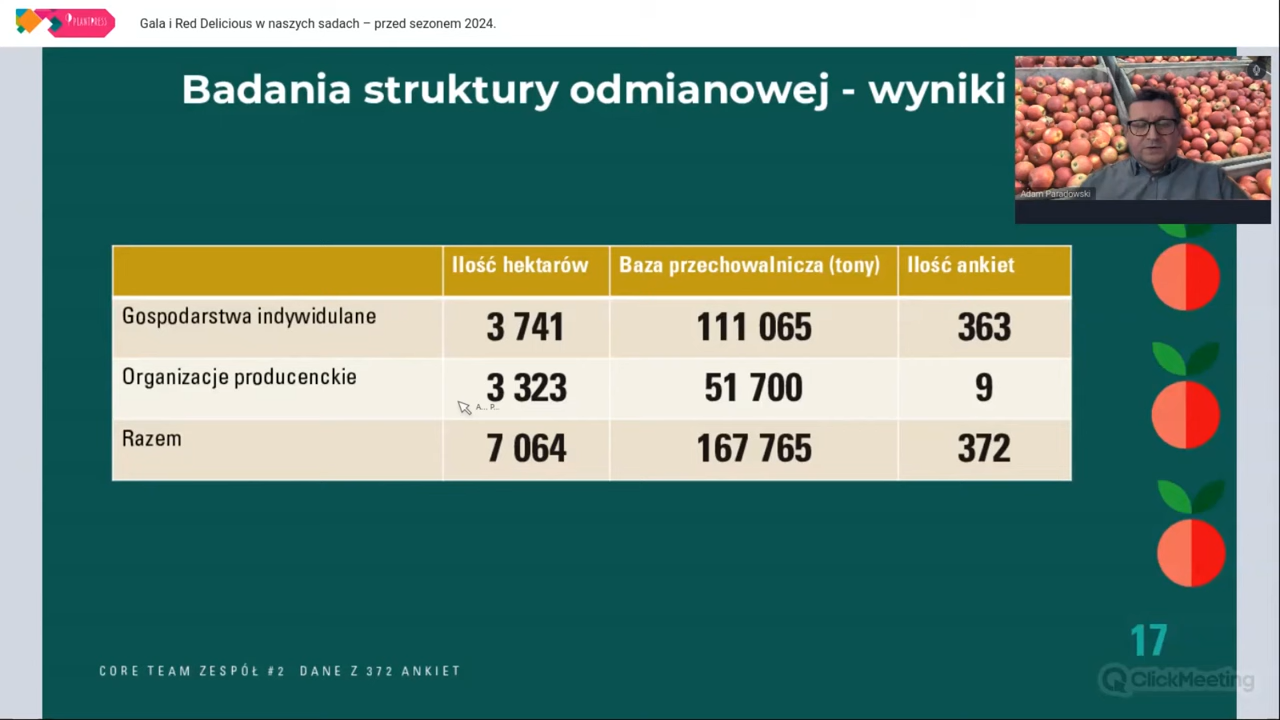 PLANTPRESS
Gala i Red Delicious w naszych sadach – przed sezonem 2024.
Badania struktury odmianowej - wyniki
Adam Paradowski
Ilość hektarów Baza przechowalnicza (tony) Ilość ankiet
Gospodarstwa indywidulane 3 741 111 065 363
Organizacje producenckie 3 323 51 700 9
A... P...
Razem 7 064 167 765 372
17
CORE TEAM ZESPÓŁ #2 DANE Z 372 ANKIET
ClickMeeting